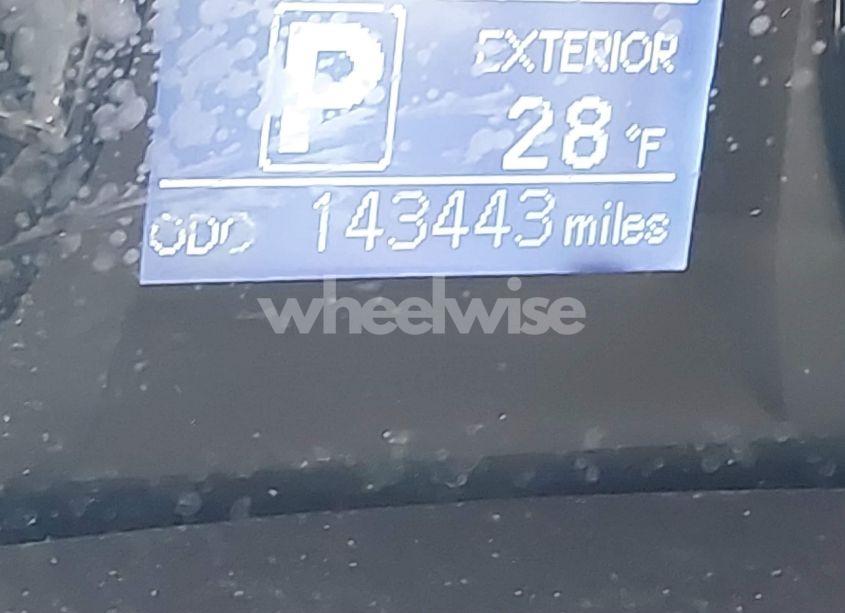 P
EXTERIOR
28 °F
ODO 143443 miles
wheelwise